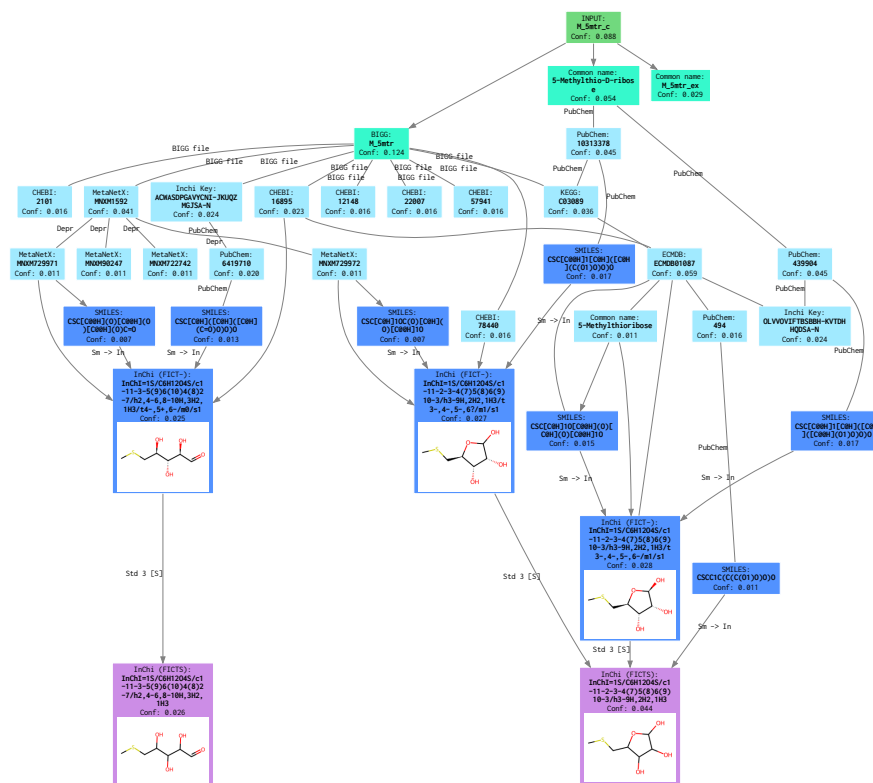 INPUT:
M_5mtr_c
Conf: 0.088
Common name:
5-Methylthio-D-ribos
e
Conf: 0.054
Common name:
M_5mtr_ex
Conf: 0.029
PubChem
PubChem:
10313378
Conf: 0.045
BIGG:
M_5mtr
Conf: 0.124
BIGG file
BIGG file
BIGG file
BIGG file
BIGG file
BIGG file
BIGG file
PubChem
PubChem
PubChem
CHEBI:
2101
Conf: 0.016
MetaNetX:
MNXM1592
Conf: 0.041
Inchi Key:
ACWASDPGAVYCNI-JKUQZ
MGJSA-N
Conf: 0.024
CHEBI:
16895
Conf: 0.023
CHEBI:
12148
Conf: 0.016
CHEBI:
22007
Conf: 0.016
CHEBI:
57941
Conf: 0.016
KEGG:
C03089
Conf: 0.036
Depr
Depr
Depr
PubChem
Depr
MetaNetX:
MNXM729971
Conf: 0.011
MetaNetX:
MNXM90247
Conf: 0.011
MetaNetX:
MNXM722742
Conf: 0.011
PubChem:
6419710
Conf: 0.020
MetaNetX:
MNXM729972
Conf: 0.011
SMILES:
CSC[C@@H]1[C@H]([C@H]
](C(O1)O)O)O
Conf: 0.017
ECMDB:
ECMDB01087
Conf: 0.059
PubChem:
439904
Conf: 0.045
PubChem
SMILES:
CSC[C@@H](O)[C@@H](O
)[C@@H](O)C=O
Conf: 0.007
SMILES:
CSC[C@H]([C@H]([C@H]
(C=O)O)O)O
Conf: 0.013
SMILES:
CSC[C@H]1OC(O)[C@H](
O)[C@@H]1O
Conf: 0.007
CHEBI:
78440
Conf: 0.016
Sm -> In
Common name:
5-Methylthioribose
Conf: 0.011
PubChem:
494
Conf: 0.016
Inchi Key:
OLVVOVIFTBSBBH-KVTDH
HQDSA-N
Conf: 0.024
Sm -> In
Sm -> In
Sm -> In
PubChem
InChi (FICT-):
InChI=1S/C6H12O4S/c1
-11-3-5(9)6(10)4(8)2
-7/h2,4-6,8-10H,3H2,
1H3/t4-,5+,6-/m0/s1
Conf: 0.025
InChi (FICT-):
InChI=1S/C6H12O4S/c1
-11-2-3-4(7)5(8)6(9)
10-3/h3-9H,2H2,1H3/t
3-,4-,5-,6?/m1/s1
Conf: 0.027
SMILES:
CSC[C@H]1O[C@@H](O)[
C@H](O)[C@@H]1O
Conf: 0.015
SMILES:
Conf: 0.017
PubChem
Sm -> In
Sm -> In
InChi (FICT-):
InChI=1S/C6H12O4S/c1
-11-2-3-4(7)5(8)6(9)
10-3/h3-9H,2H2,1H3/t
3-,4-,5-,6-/m1/s1
Conf: 0.028
SMILES:
CSCC1C(C(C(O1)O)O)O
Conf: 0.011
Std 3 [S]
Sm -> In
Std 3 [S]
InChi (FICTS):
InChI=1S/C6H12O4S/c1
-11-3-5(9)6(10)4(8)2
-7/h2,4-6,8-10H,3H2,
1H3
Conf: 0.026
InChi (FICTS):
InChI=1S/C6H12O4S/c1
-11-2-3-4(7)5(8)6(9)
10-3/h3-9H,2H2,1H3
Conf: 0.044